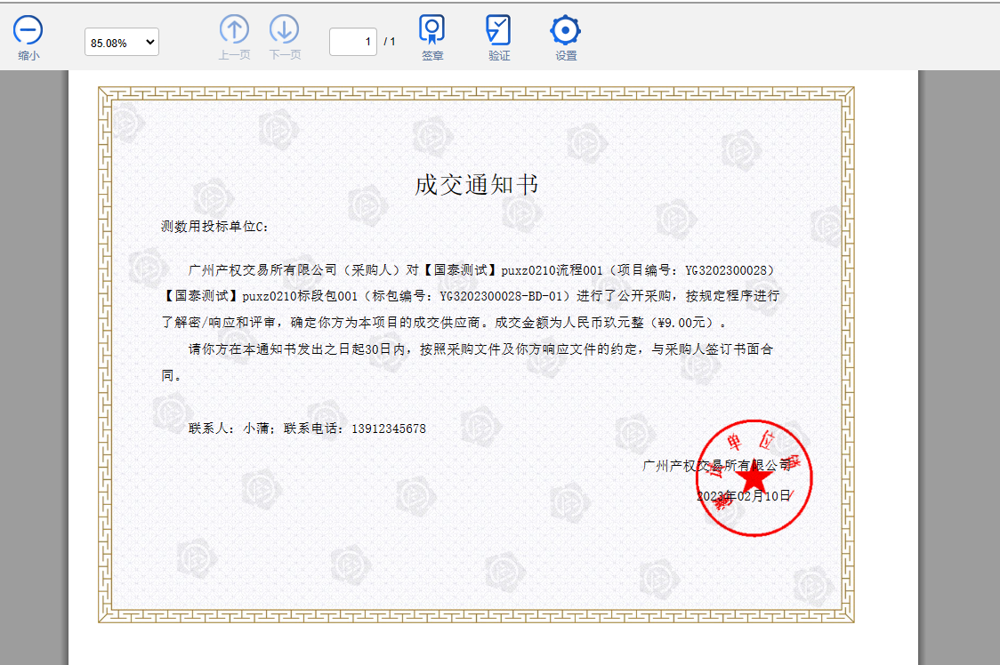 缩小
85.08%
上一页
下一页
1 / 1
签章
验证
设置
成交通知书
测数用投标单位C：
广州产权交易所有限公司（采购人）对【国泰测试】puxz0210流程001（项目编号：YG3202300028）
【国泰测试】puxz0210标段包001（标包编号：YG3202300028-BD-01）进行了公开采购，按规定程序进行
了解密/响应和评审，确定你方为本项目的成交供应商。成交金额为人民币玖元整（¥9.00元）。
请你方在本通知书发出之日起30日内，按照采购文件及你方响应文件的约定，与采购人签订书面合
同。
联系人：小蒲；联系电话：13912345678
单位
广州产权交易所有限公司
2023年02月10日